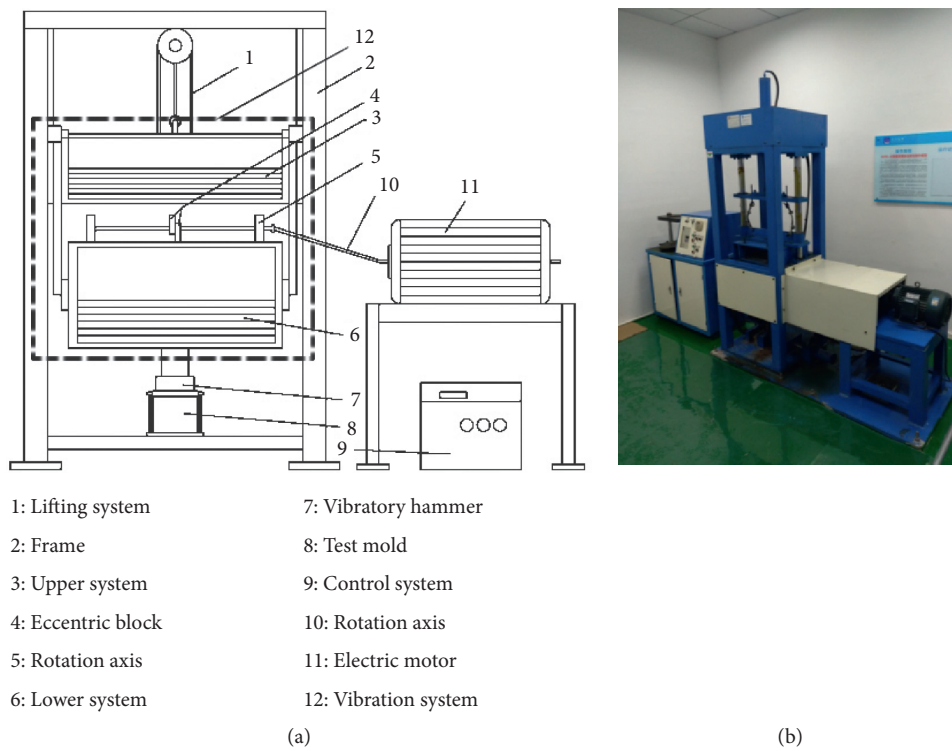 12
1
2
4
3
5
10
11
6
7
8
9
1: Lifting system
2: Frame
3: Upper system
4: Eccentric block
5: Rotation axis
6: Lower system
7: Vibratory hammer
8: Test mold
9: Control system
10: Rotation axis
11: Electric motor
12: Vibration system
(a)
(b)